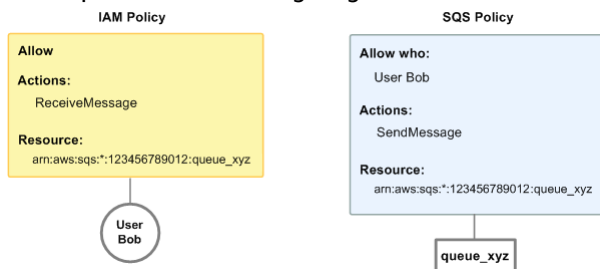 IAM Policy
Allow
Actions:
ReceiveMessage
Resource:
arn:aws:sqs:*:123456789012:queue_xyz
User
Bob
SQS Policy
Allow who:
User Bob
Actions:
SendMessage
Resource:
arn:aws:sqs:*:123456789012:queue_xyz
queue_xyz